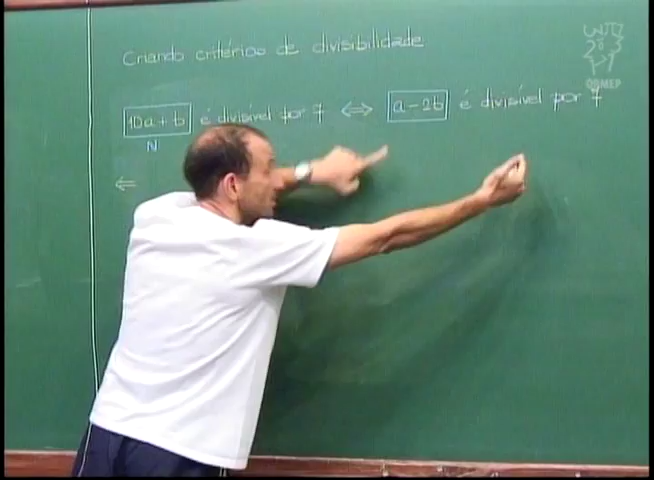 Criando critérios de divisibilidade
10a + b é divisível por 7 ⇔ a - 2b é divisível por 7
N
⇐
OBMEP